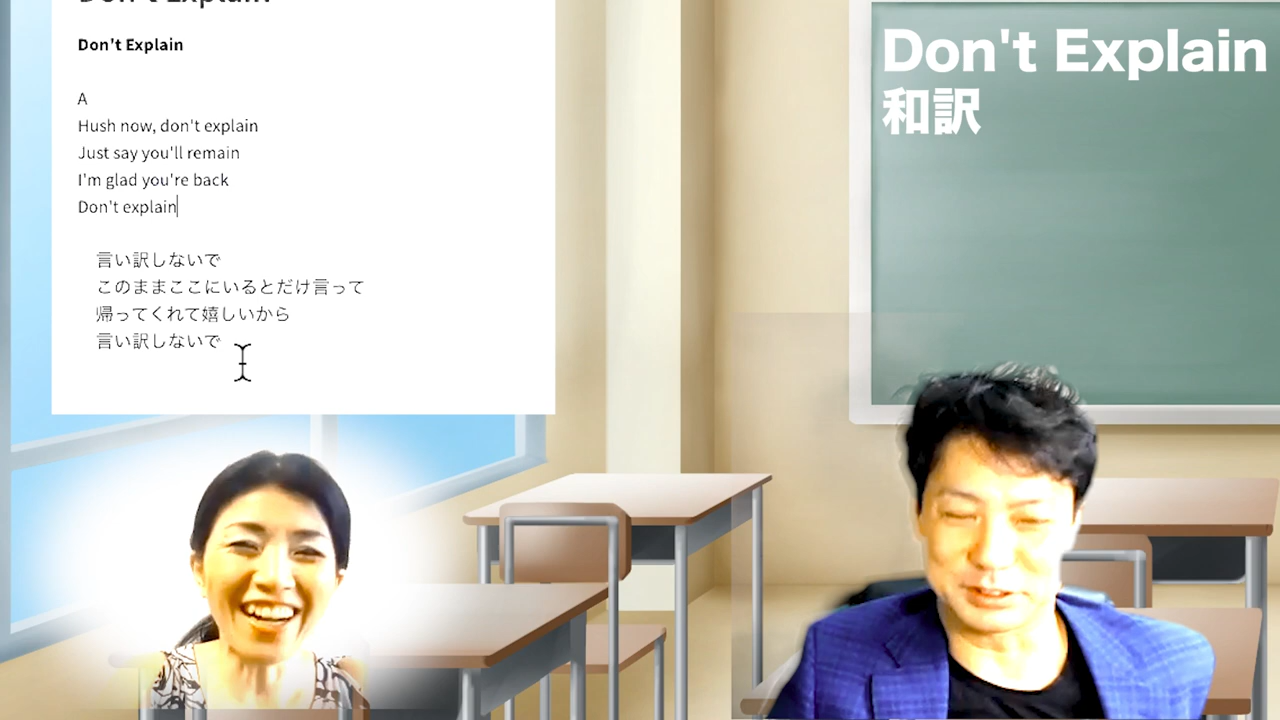 Don't Explain
Don't Explain
A
Hush now, don't explain
Just say you'll remain
I'm glad you're back
Don't explain
言い訳しないで
このままここにいるとだけ言って
帰ってくれて嬉しいから
言い訳しないで
Don't Explain
和訳